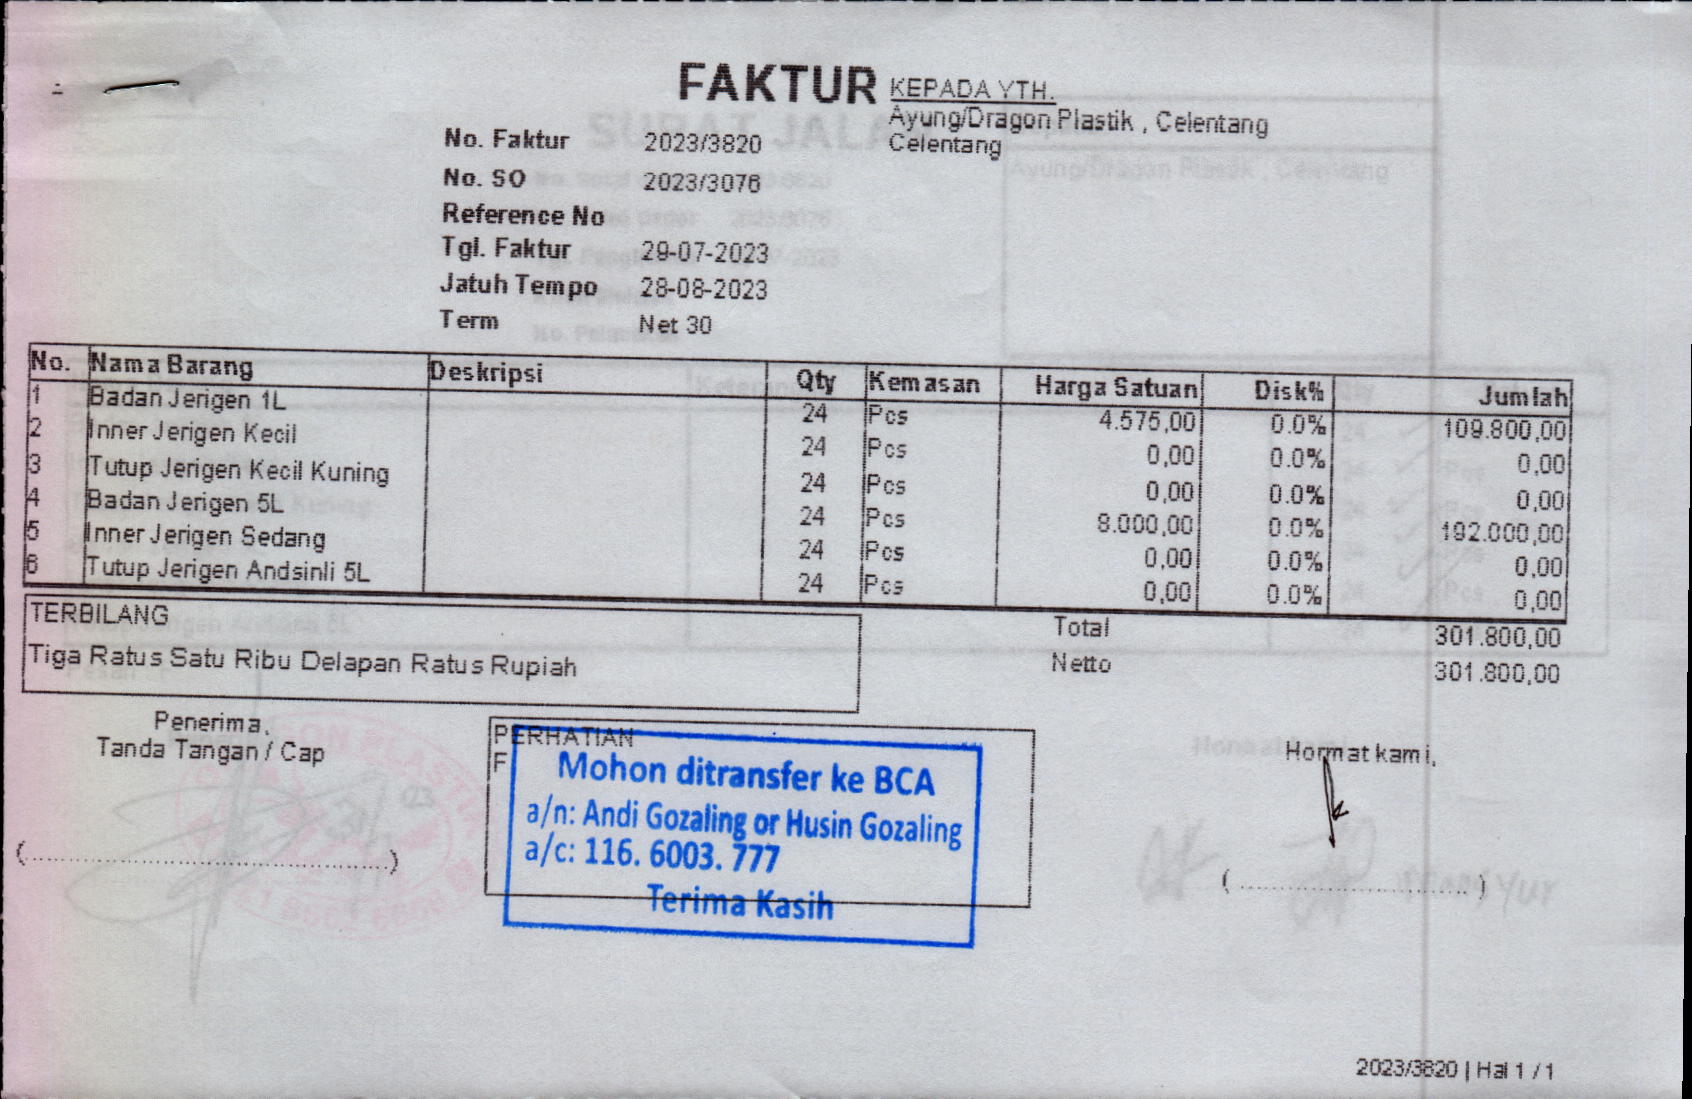 FAKTUR
KEPADA YTH.
Ayung/Dragon Plastik , Celentang
Celentang
No. Faktur 2023/3820
No. SO 2023/3076
Reference No
Tgl. Faktur 29-07-2023
Jatuh Tempo 28-08-2023
Term Net 30
No. Nama Barang Deskripsi Qty Kemasan Harga Satuan Disk% Jumlah
1 Badan Jerigen 1L 24 Pcs 4.575,00 0.0% 109.800,00
2 Inner Jerigen Kecil 24 Pcs 0,00 0.0% 0,00
3 Tutup Jerigen Kecil Kuning 24 Pcs 0,00 0.0% 0,00
4 Badan Jerigen 5L 24 Pcs 8.000,00 0.0% 192.000,00
5 Inner Jerigen Sedang 24 Pcs 0,00 0.0% 0,00
6 Tutup Jerigen Andsinli 5L 24 Pcs 0,00 0.0% 0,00
TERBILANG
Tiga Ratus Satu Ribu Delapan Ratus Rupiah
Total 301.800,00
Netto 301.800,00
Penerima,
Tanda Tangan / Cap
(..............................)
PERHATIAN
F
Mohon ditransfer ke BCA
a/n: Andi Gozaling or Husin Gozaling
a/c: 116. 6003. 777
Terima Kasih
Hormat kami,
(..............................)
2023/3820 | Hal 1 / 1